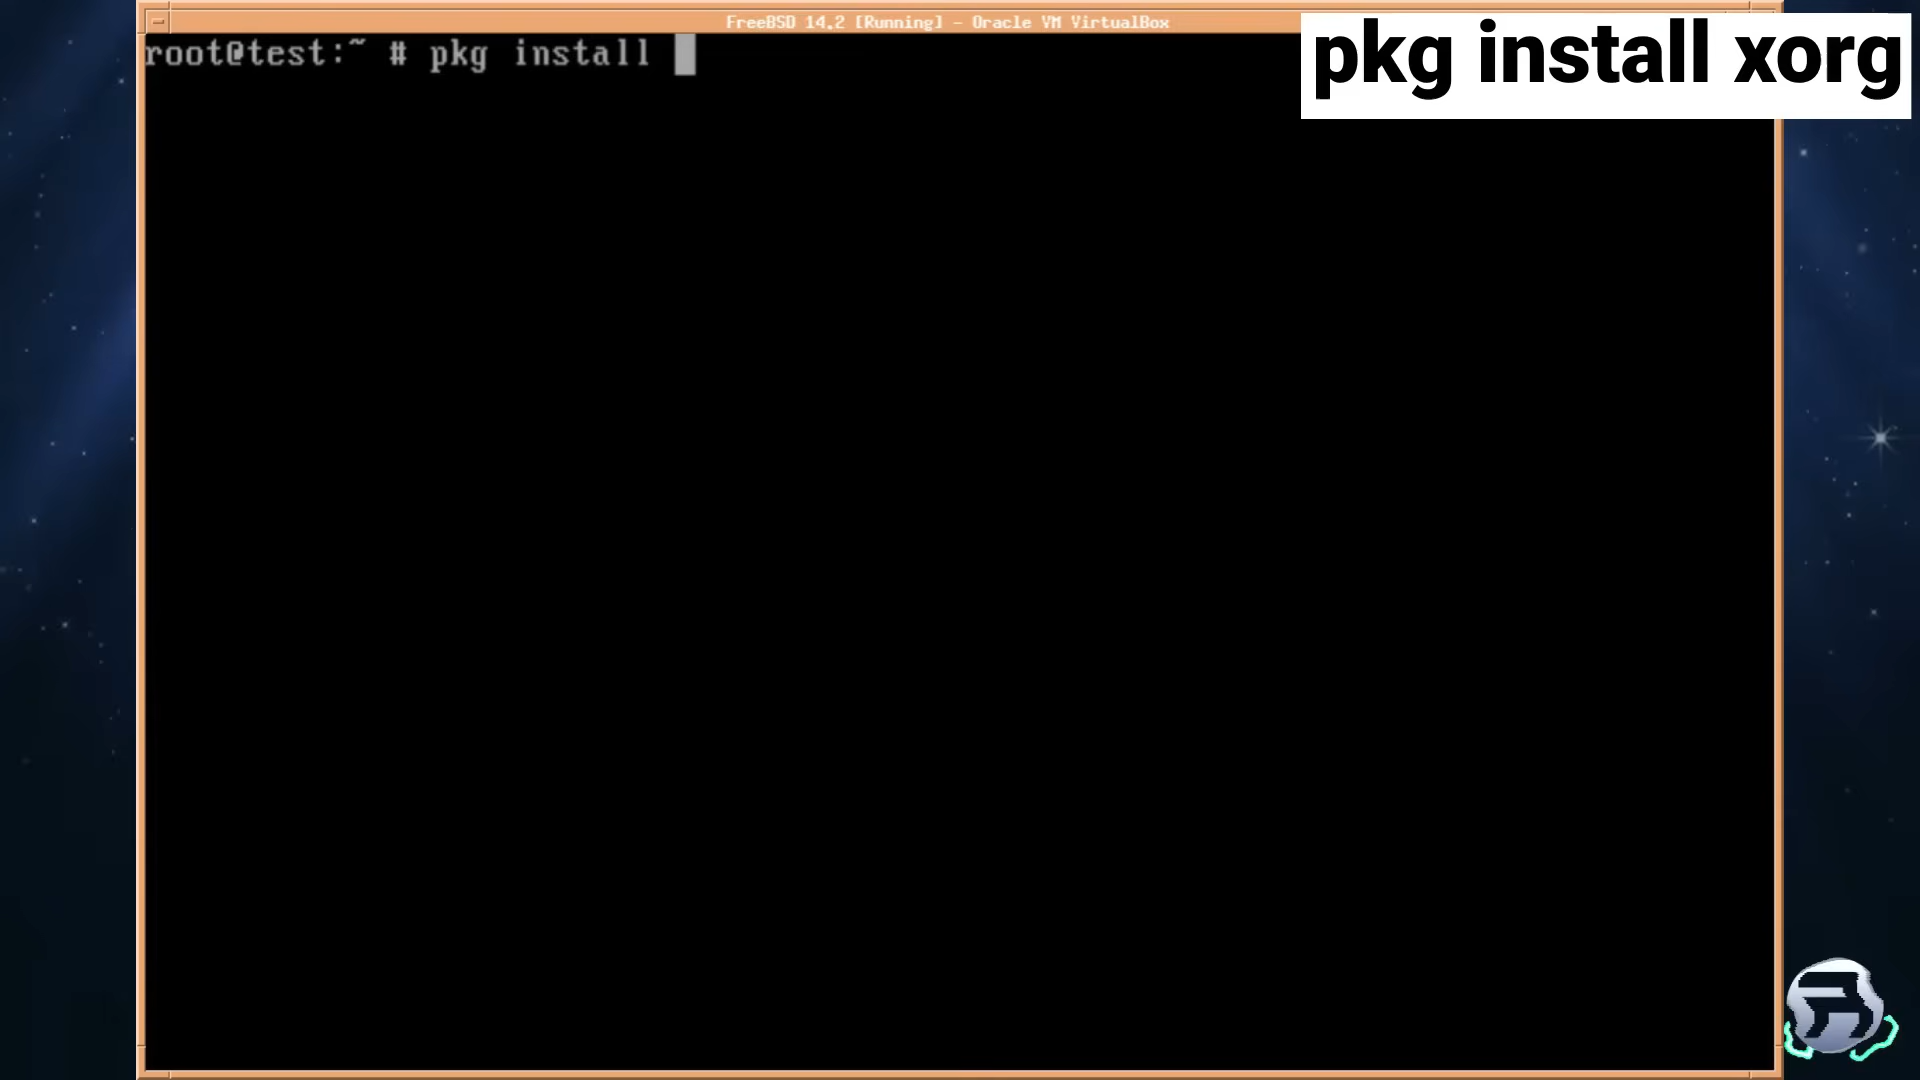 FreeBSD 14.2 [Running] - Oracle VM VirtualBox
pkg install xorg
root@test:~ # pkg install